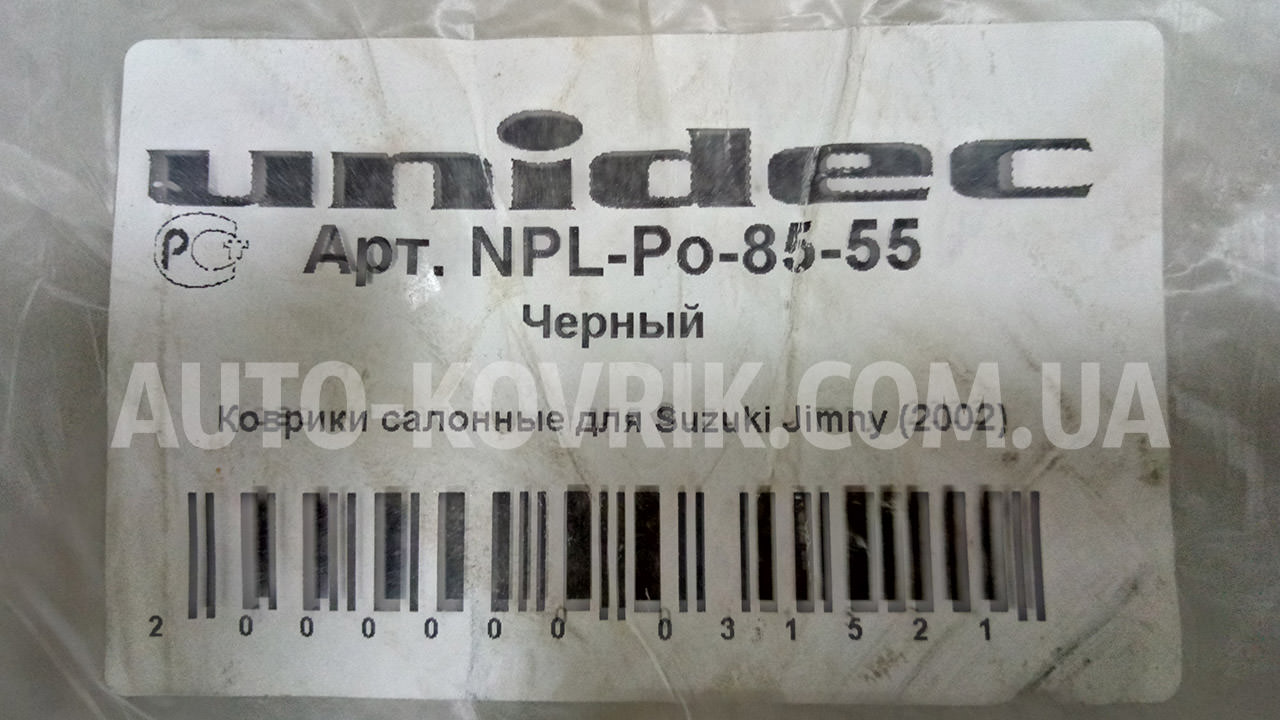 unidec
РСТ Арт. NPL-Po-85-55
Черный
AUTO-KOVRIK.COM.UA
Коврики салонные для Suzuki Jimny (2002)
2 000000 031521